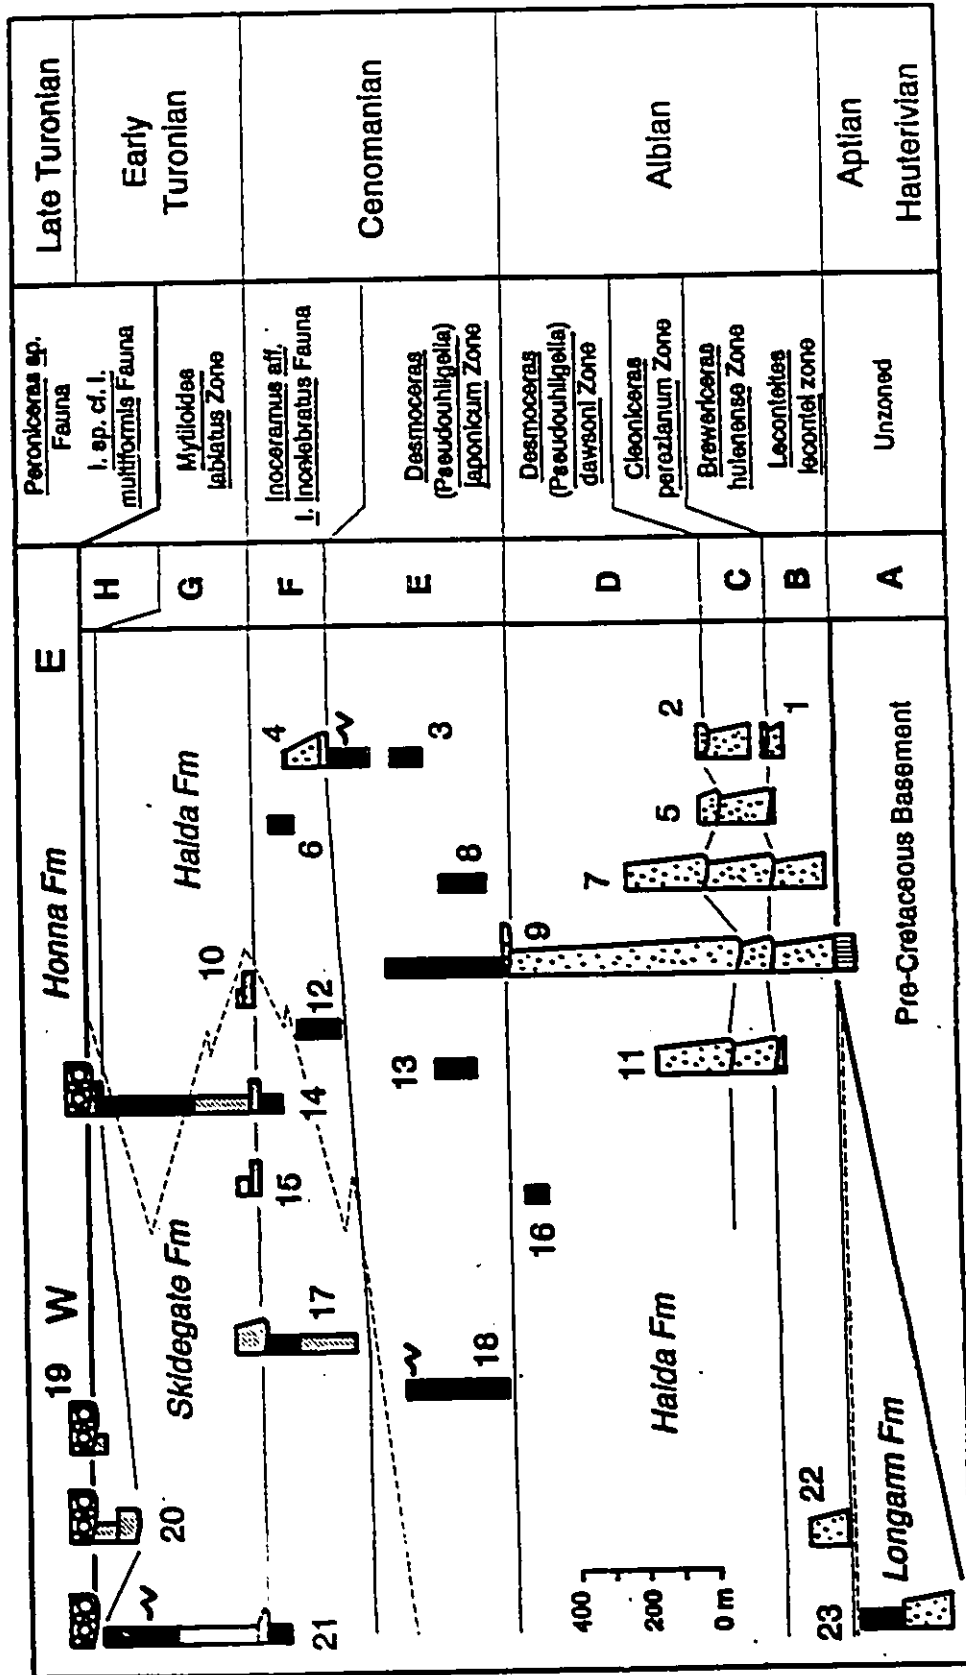 Honna Fm
W
E
Late Turonian
Early
Turonian
Cenomanian
Albian
Aptian
Hauterivian
Peroniceras sp.
Fauna
I. sp. cf. I.
multiformis Fauna
Mytiloides
labiatus Zone
Inoceramus aff.
I. incelebratus Fauna
Desmoceras
(Pseudouhligella)
japonicum Zone
Desmoceras
(Pseudouhligella)
dawsoni Zone
Cleoniceras
perezianum Zone
Brewericeras
hulenense Zone
Leconteites
lecontei zone
Unzoned
H
G
F
E
D
C
B
A
Haida Fm
Skidegate Fm
Haida Fm
Longarm Fm
Pre-Cretaceous Basement
19
20
21
17
15
14
10
12
6
4
3
18
13
8
9
16
11
7
5
2
1
22
23
400
200
0 m